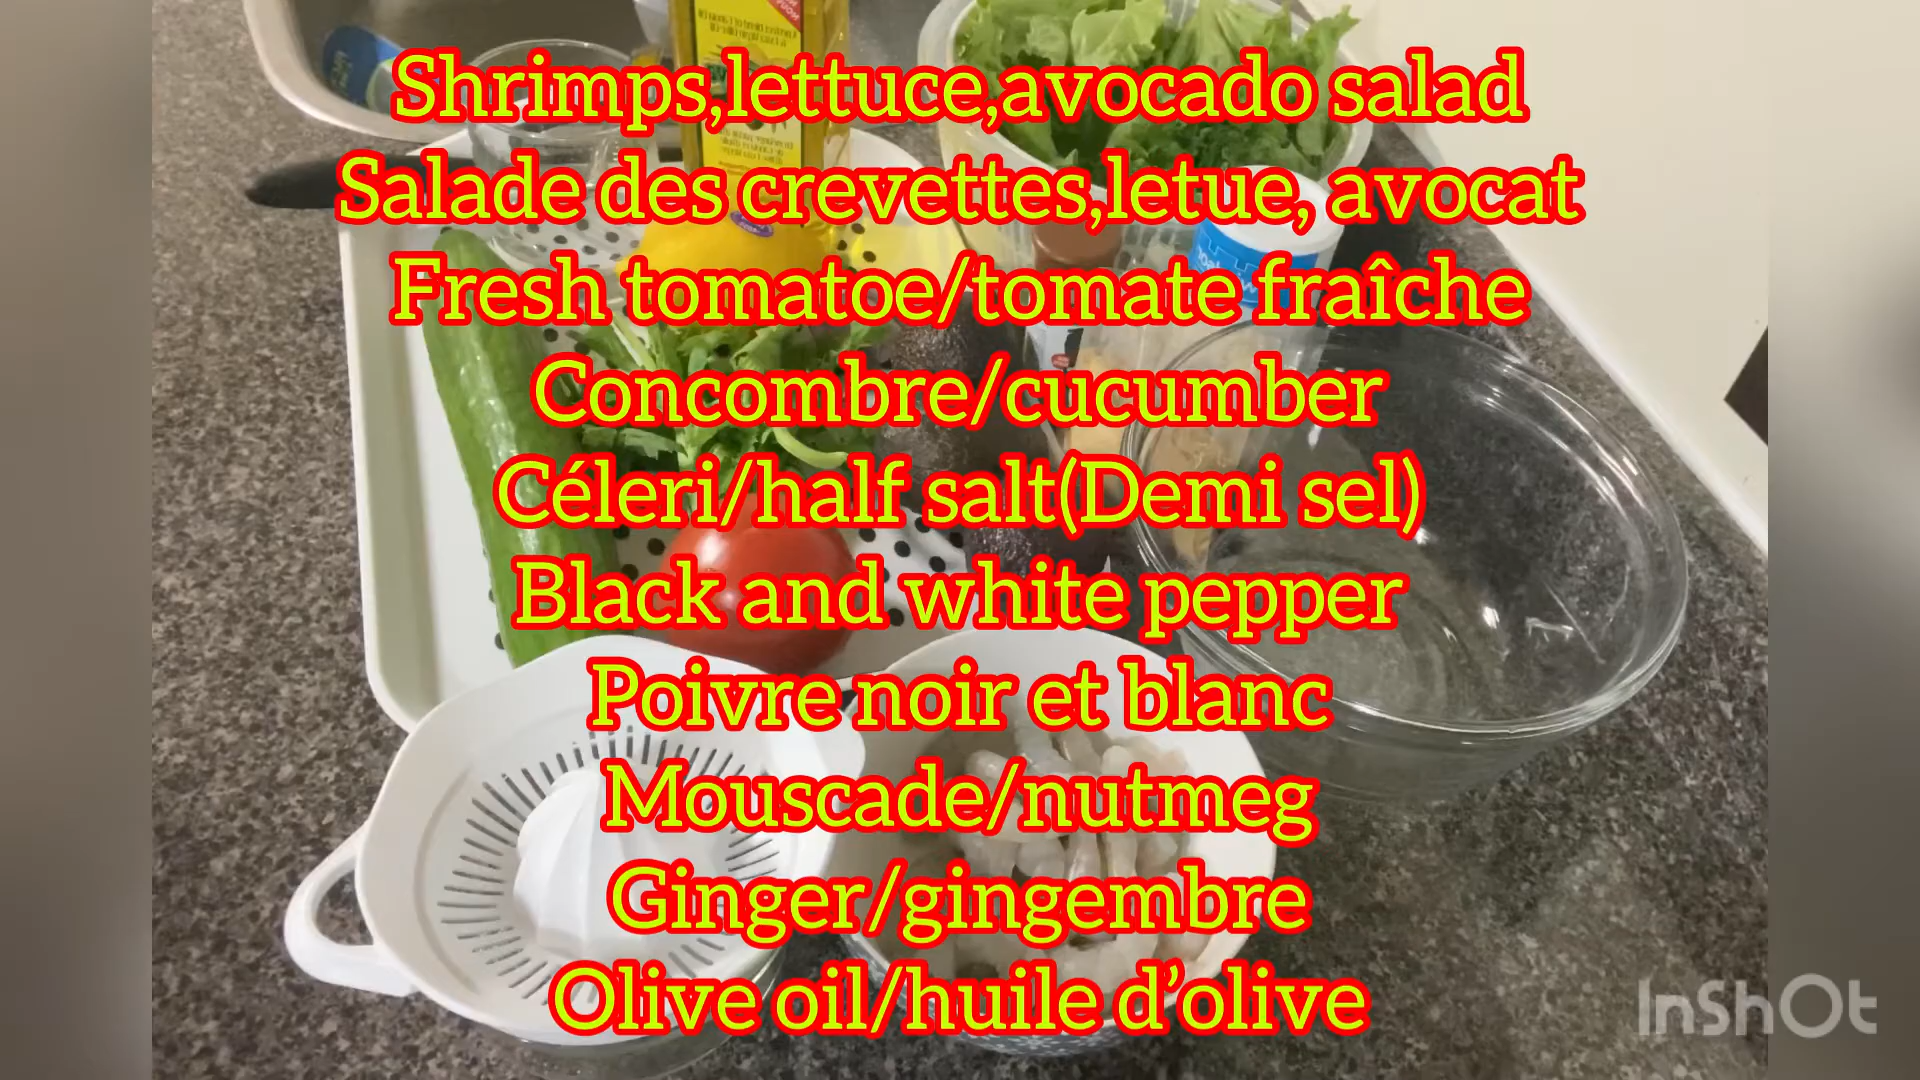 Shrimps,lettuce,avocado salad
Salade des crevettes,letue, avocat
Fresh tomatoe/tomate fraîche
Concombre/cucumber
Céleri/half salt(Demi sel)
Black and white pepper
Poivre noir et blanc
Mouscade/nutmeg
Ginger/gingembre
Olive oil/huile d’olive
InShOt